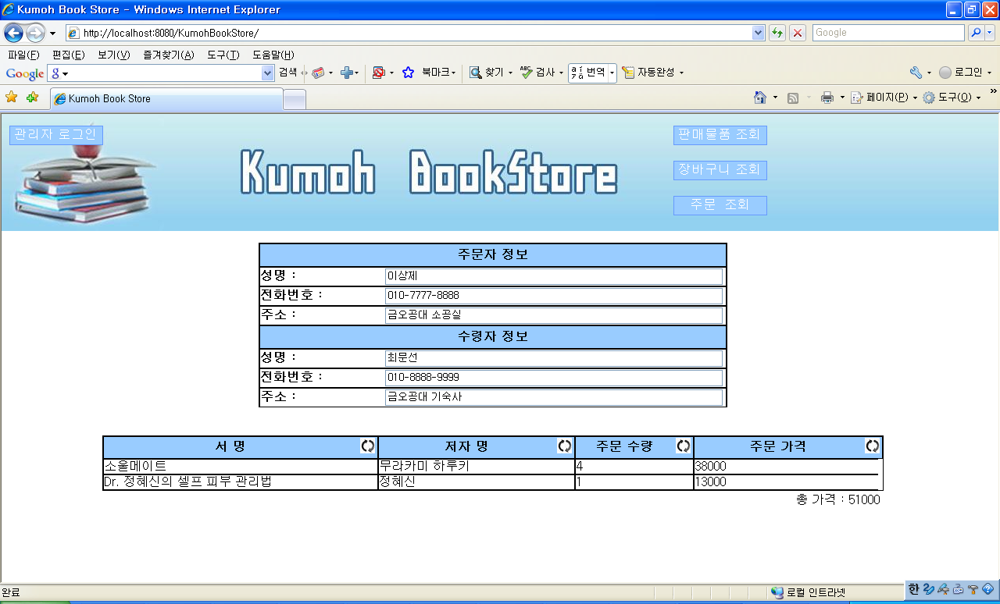 Kumoh Book Store - Windows Internet Explorer
http://localhost:8080/KumohBookStore/
Google
파일(F) 편집(E) 보기(V) 즐겨찾기(A) 도구(T) 도움말(H)
Google g 검색 북마크 찾기 ABC 검사 번역 자동완성 로그인
Kumoh Book Store 페이지(P) 도구(O) »
관리자 로그인
Kumoh BookStore
판매물품 조회
장바구니 조회
주문 조회
주문자 정보
성명 : 이상제
전화번호 : 010-7777-8888
주소 : 금오공대 소공실
수령자 정보
성명 : 최문선
전화번호 : 010-8888-9999
주소 : 금오공대 기숙사
서 명 저자 명 주문 수량 주문 가격
소울메이트 무라카미 하루키 4 38000
Dr. 정혜신의 셀프 피부 관리법 정혜신 1 13000
총 가격 : 51000
완료 로컬 인트라넷 한